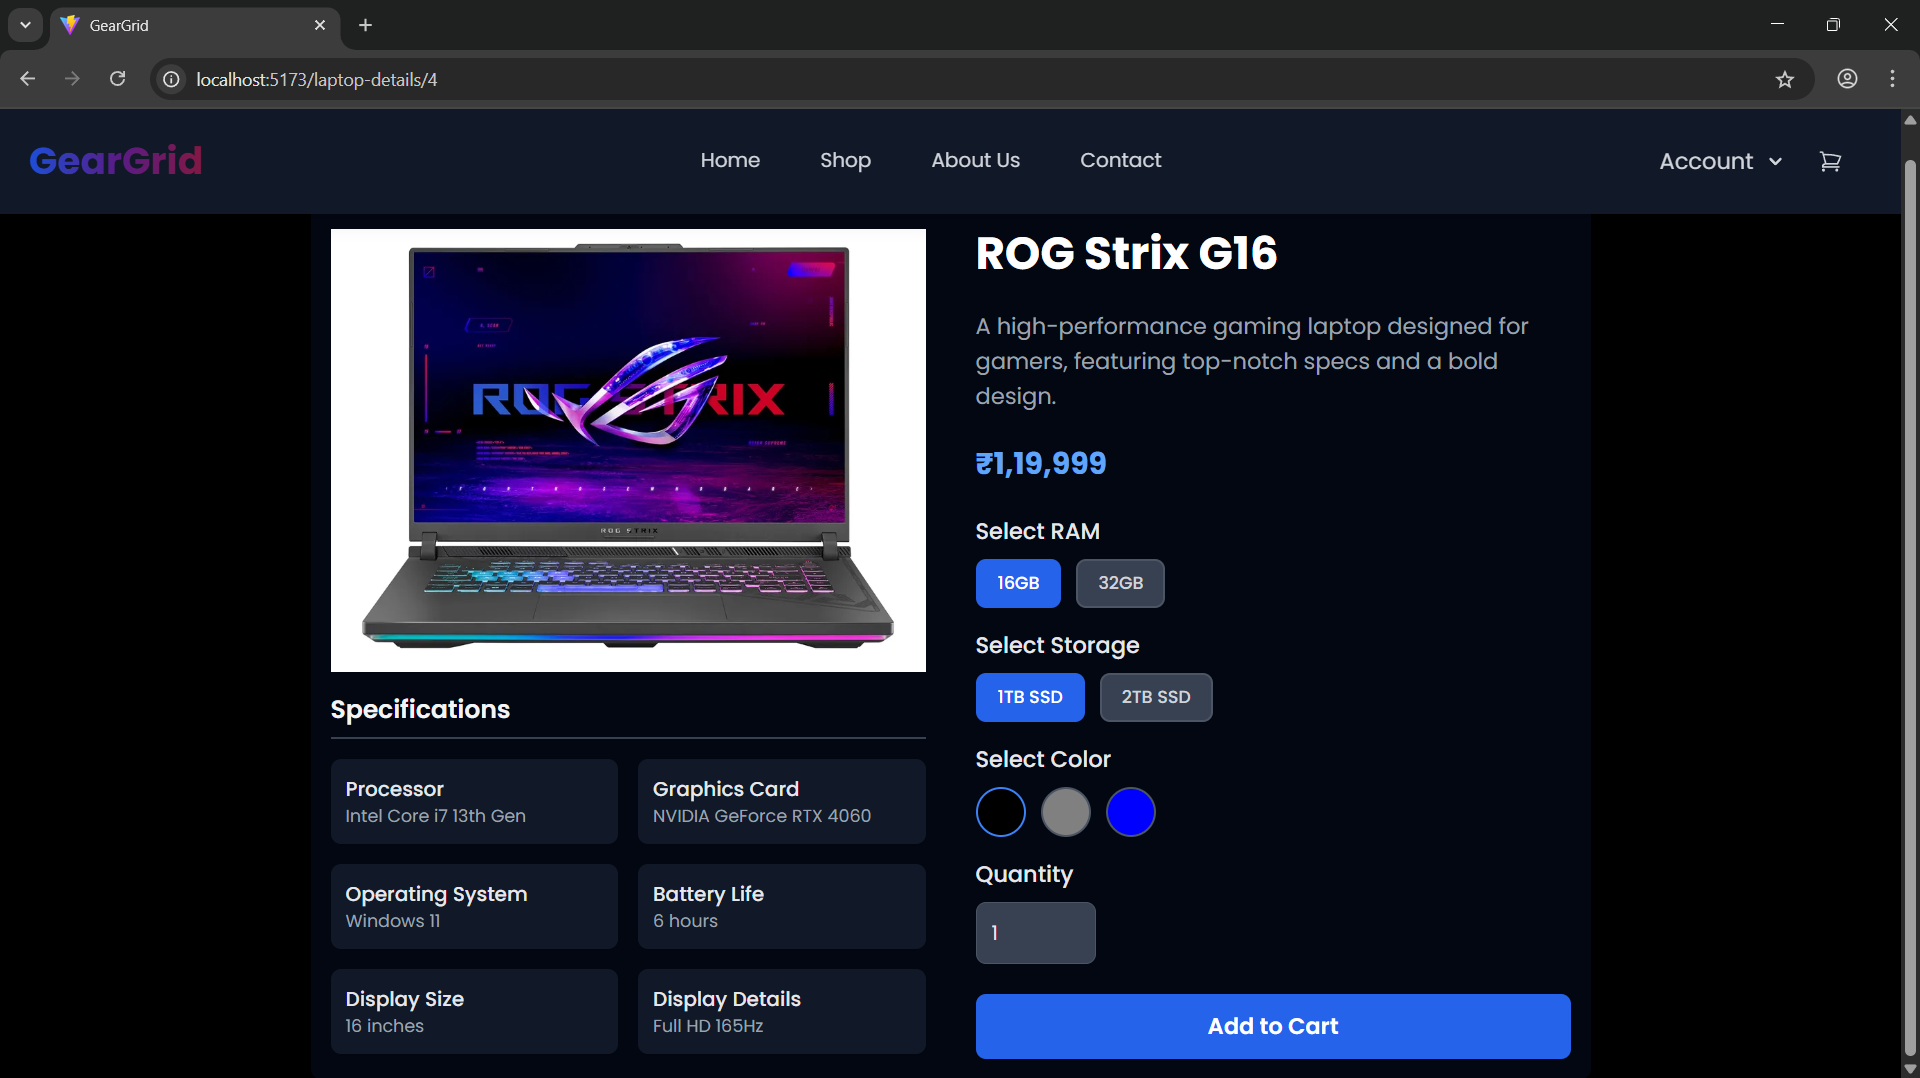 GearGrid
localhost:5173/laptop-details/4
GearGrid
Home
Shop
About Us
Contact
Account
ROG STRIX
ROG Strix G16
A high-performance gaming laptop designed for
gamers, featuring top-notch specs and a bold
design.
₹1,19,999
Select RAM
16GB
32GB
Select Storage
1TB SSD
2TB SSD
Select Color
Quantity
1
Add to Cart
Specifications
Processor
Intel Core i7 13th Gen
Graphics Card
NVIDIA GeForce RTX 4060
Operating System
Windows 11
Battery Life
6 hours
Display Size
16 inches
Display Details
Full HD 165Hz